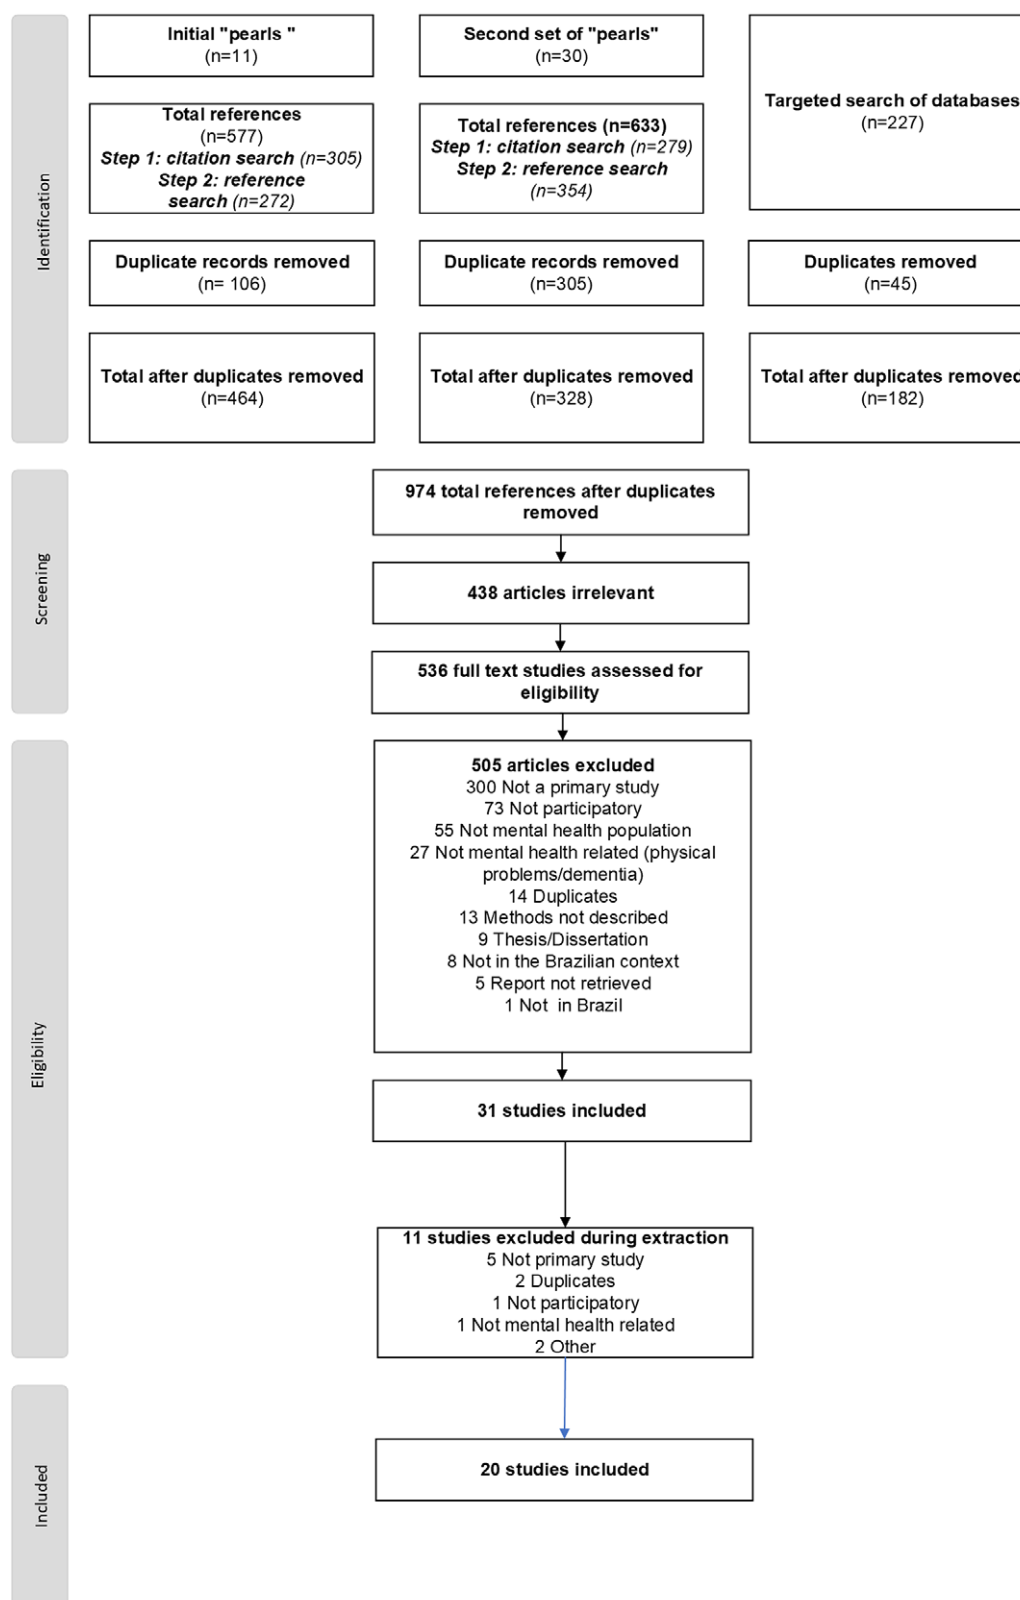 Identification
Initial "pearls "
(n=11)
Second set of "pearls"
(n=30)
Targeted search of databases
(n=227)
Total references
(n=577)
Step 1: citation search (n=305)
Step 2: reference
search (n=272)
Total references (n=633)
Step 1: citation search (n=279)
Step 2: reference search
(n=354)
Duplicate records removed
(n= 106)
Duplicate records removed
(n=305)
Duplicates removed
(n=45)
Total after duplicates removed
(n=464)
Total after duplicates removed
(n=328)
Total after duplicates removed
(n=182)
Screening
974 total references after duplicates
removed
438 articles irrelevant
536 full text studies assessed for
eligibility
Eligibility
505 articles excluded
300 Not a primary study
73 Not participatory
55 Not mental health population
27 Not mental health related (physical
problems/dementia)
14 Duplicates
13 Methods not described
9 Thesis/Dissertation
8 Not in the Brazilian context
5 Report not retrieved
1 Not  in Brazil
31 studies included
11 studies excluded during extraction
5 Not primary study
2 Duplicates
1 Not participatory
1 Not mental health related
2 Other
Included
20 studies included